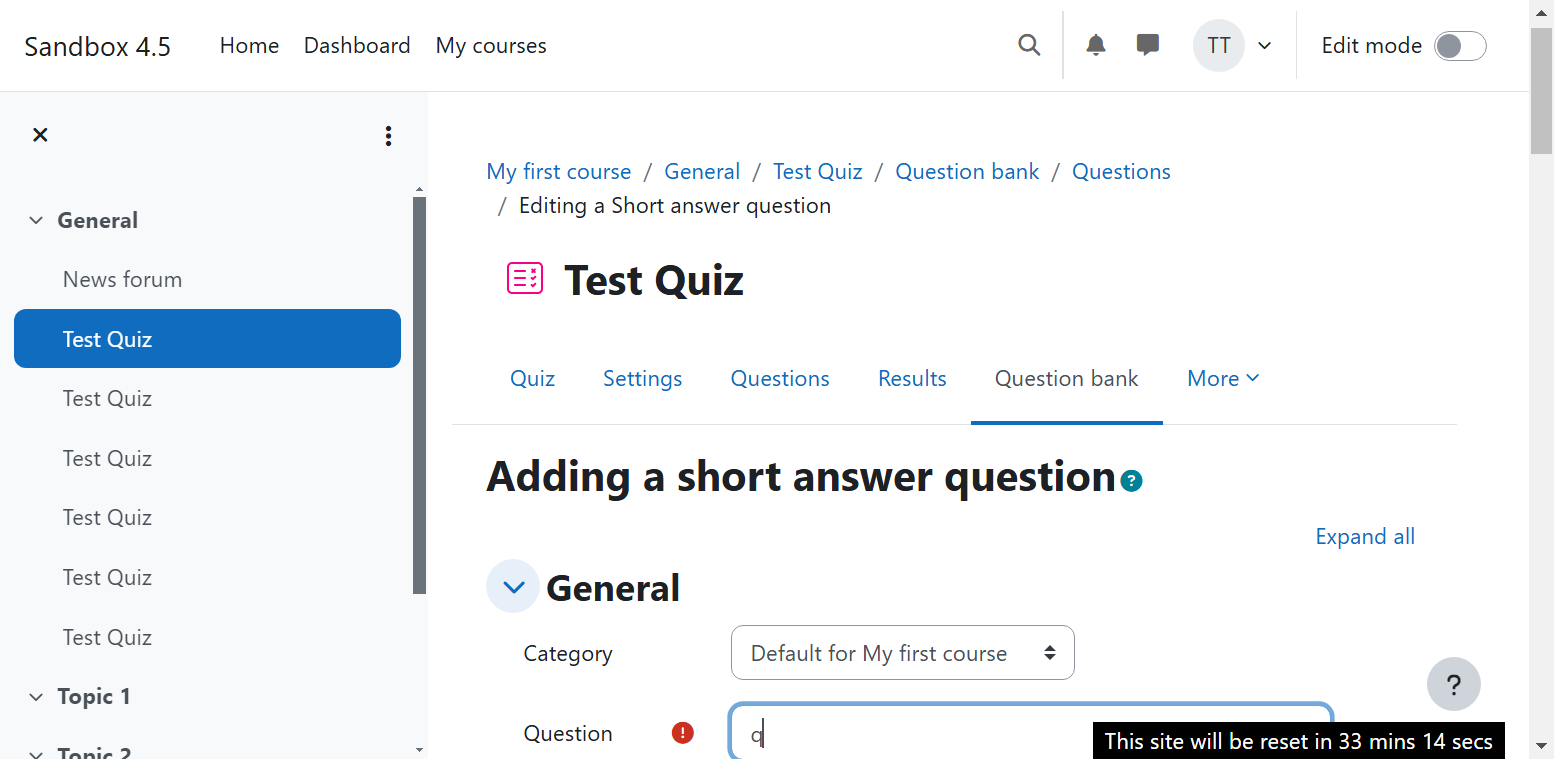 Sandbox 4.5 Home Dashboard My courses TT Edit mode
General
News forum
Test Quiz
Test Quiz
Test Quiz
Test Quiz
Test Quiz
Test Quiz
Topic 1
Topic 2
My first course / General / Test Quiz / Question bank / Questions
/ Editing a Short answer question
Test Quiz
Quiz Settings Questions Results Question bank More
Adding a short answer question ?
Expand all
General
Category Default for My first course
?
Question ! q
This site will be reset in 33 mins 14 secs